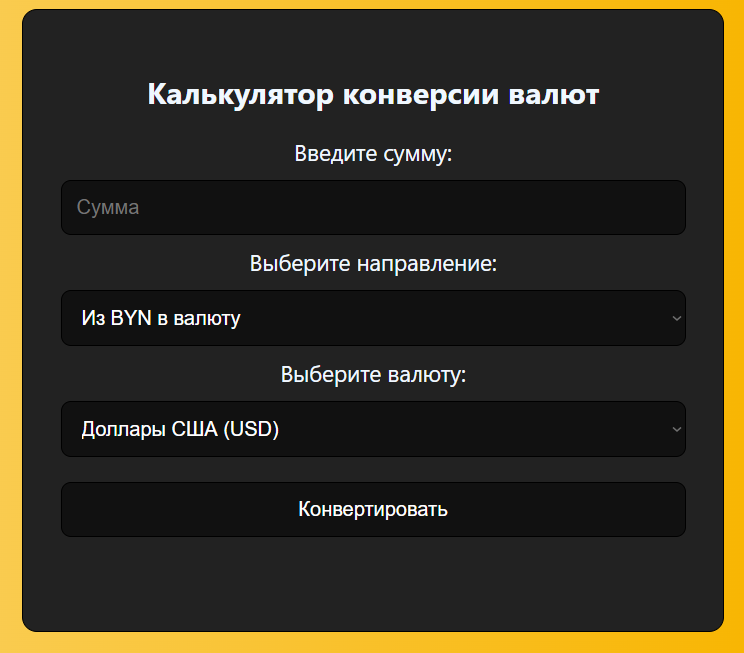 Калькулятор конверсии валют
Введите сумму:
Сумма
Выберите направление:
Из BYN в валюту
Выберите валюту:
Доллары США (USD)
Конвертировать